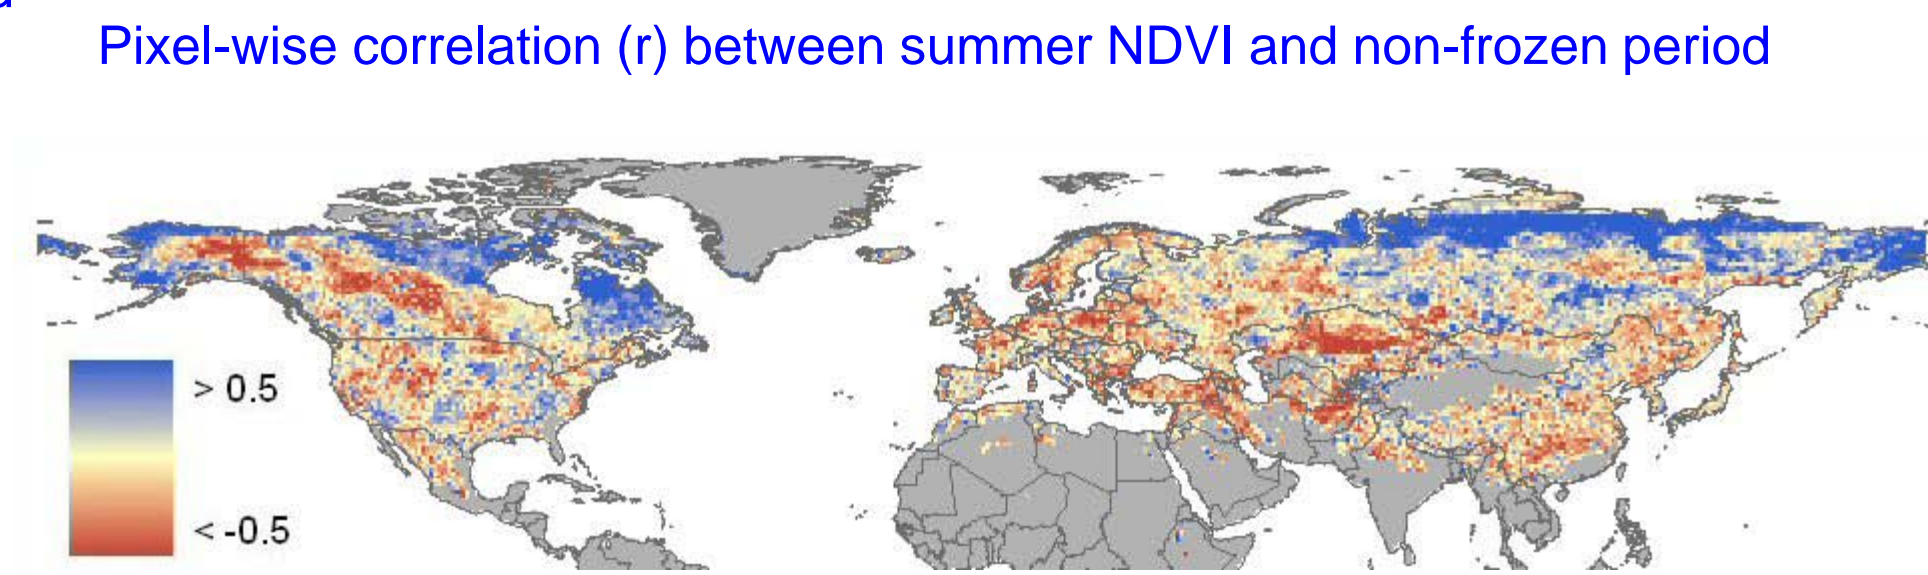 Pixel-wise correlation (r) between summer NDVI and non-frozen period
> 0.5
< -0.5